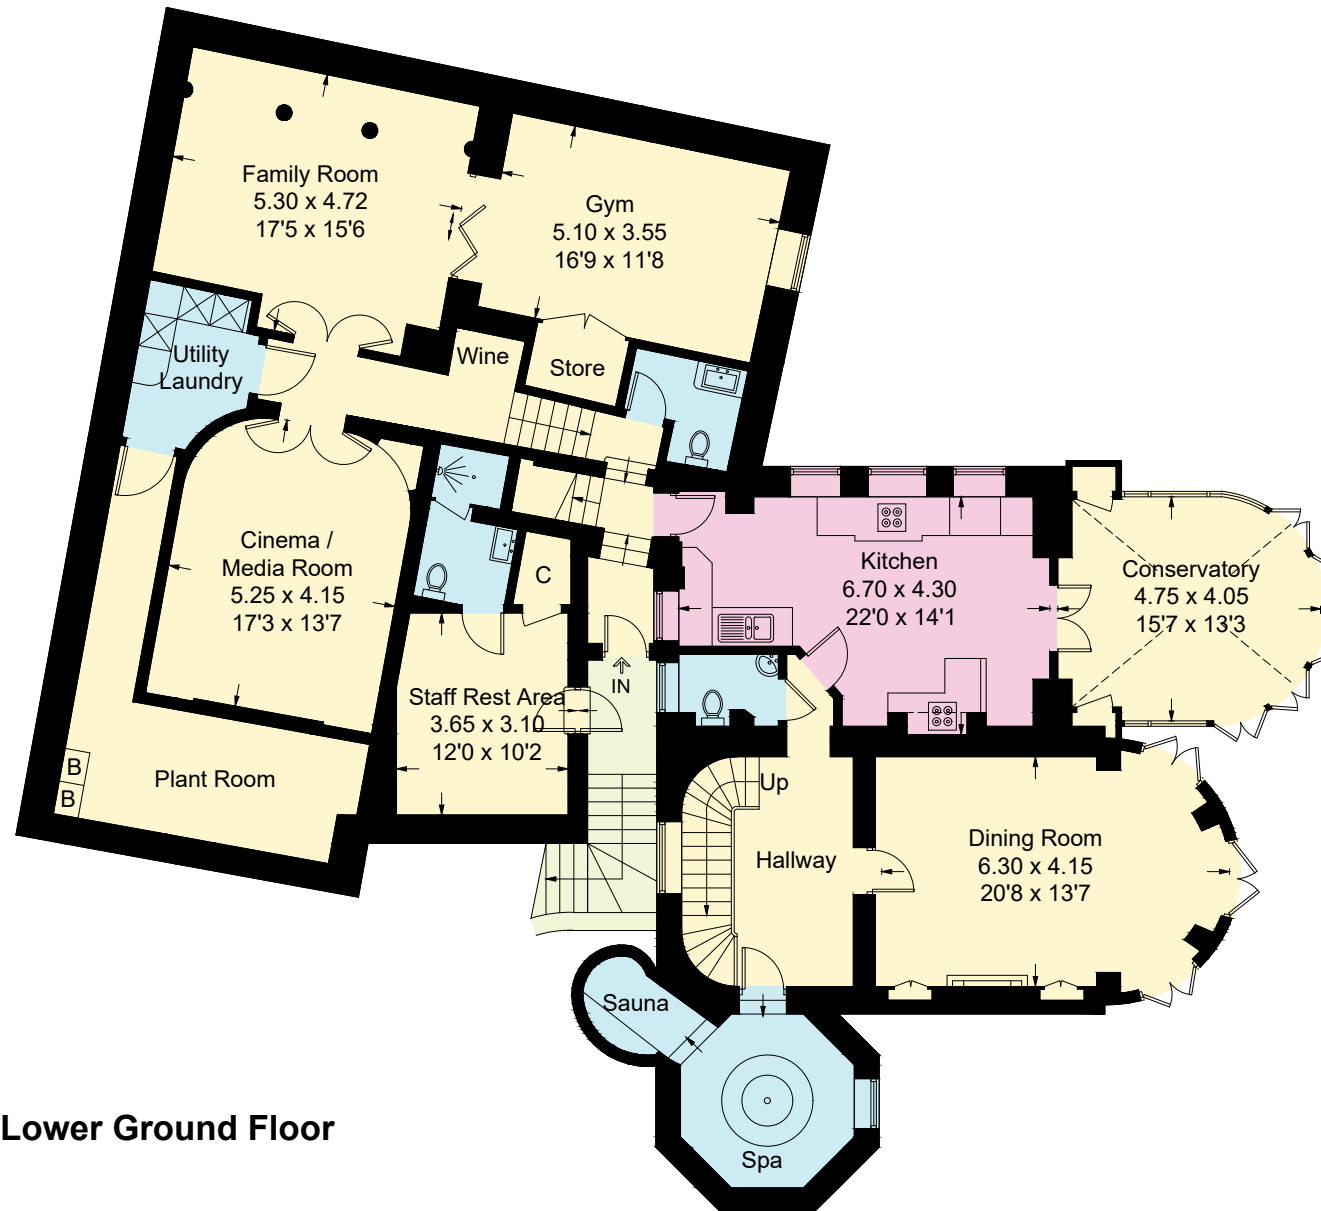 Family Room
5.30 x 4.72
17'5 x 15'6
Gym
5.10 x 3.55
16'9 x 11'8
Utility
Laundry
Wine
Store
Cinema /
Media Room
5.25 x 4.15
17'3 x 13'7
C
Kitchen
6.70 x 4.30
22'0 x 14'1
Conservatory
4.75 x 4.05
15'7 x 13'3
Staff Rest Area
3.65 x 3.10
12'0 x 10'2
IN
Plant Room
B
B
Up
Hallway
Dining Room
6.30 x 4.15
20'8 x 13'7
Sauna
Spa
Lower Ground Floor